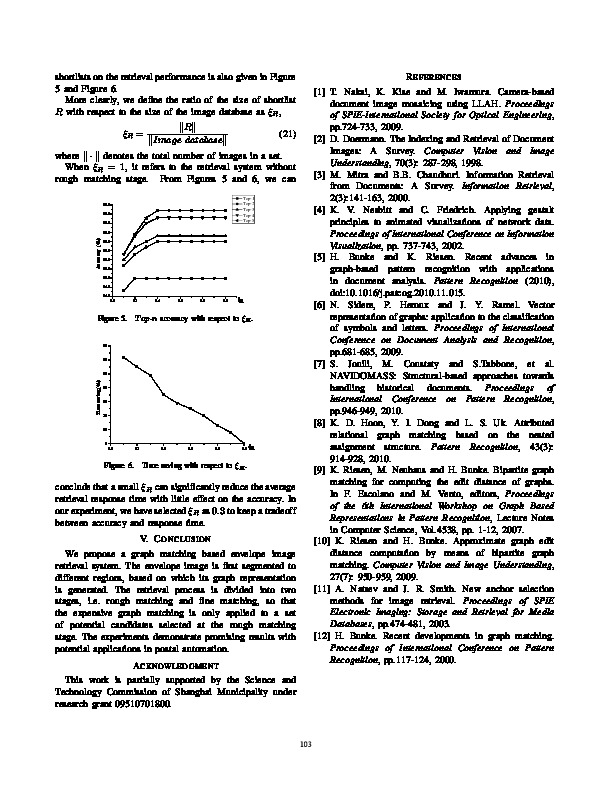 shortlists on the retrieval performance is also given in Figure
5 and Figure 6.
More clearly, we define the ratio of the size of shortlist
R with respect to the size of the image database as ξR,
ξR = ‖R‖ / ‖Image database‖ (21)
where ‖ · ‖ denotes the total number of images in a set.
When ξR = 1, it refers to the retrieval system without
rough matching stage. From Figures 5 and 6, we can
Accuracy (%)
Figure 5. Top-n accuracy with respect to ξR.
Time saving(%)
Figure 6. Time saving with respect to ξR.
conclude that a small ξR can significantly reduce the average
retrieval response time with little effect on the accuracy. In
our experiment, we have selected ξR as 0.3 to keep a tradeoff
between accuracy and response time.
V. CONCLUSION
We propose a graph matching based envelope image
retrieval system. The envelope image is first segmented to
different regions, based on which its graph representation
is generated. The retrieval process is divided into two
stages, i.e. rough matching and fine matching, so that
the expensive graph matching is only applied to a set
of potential candidates selected at the rough matching
stage. The experiments demonstrate promising results with
potential applications in postal automation.
ACKNOWLEDGMENT
This work is partially supported by the Science and
Technology Commission of Shanghai Municipality under
research grant 09510701800.
REFERENCES
[1] T. Nakai, K. Kise and M. Iwamura. Camera-based
document image mosaicing using LLAH. Proceedings
of SPIE-International Society for Optical Engineering,
pp.724-733, 2009.
[2] D. Doermann. The Indexing and Retrieval of Document
Images: A Survey. Computer Vision and Image
Understanding, 70(3): 287-298, 1998.
[3] M. Mitra and B.B. Chaudhuri. Information Retrieval
from Documents: A Survey. Information Retrieval,
2(3):141-163, 2000.
[4] K. V. Nesbitt and C. Friedrich. Applying gestalt
principles to animated visualizations of network data.
Proceedings of International Conference on Information
Visualization, pp. 737-743, 2002.
[5] H. Bunke and K. Riesen. Recent advances in
graph-based pattern recognition with applications
in document analysis. Pattern Recognition (2010),
doi:10.1016/j.patcog.2010.11.015.
[6] N. Sidere, P. Heroux and J. Y. Ramel. Vector
representation of graphs: application to the classification
of symbols and letters. Proceedings of International
Conference on Document Analysis and Recognition,
pp.681-685, 2009.
[7] S. Jouili, M. Coustaty and S.Tabbone, et al.
NAVIDOMASS: Structural-based approaches towards
handling historical documents. Proceedings of
International Conference on Pattern Recognition,
pp.946-949, 2010.
[8] K. D. Hoon, Y. I. Dong and L. S. Uk. Attributed
relational graph matching based on the nested
assignment structure. Pattern Recognition, 43(3):
914-928, 2010.
[9] K. Riesen, M. Neuhaus and H. Bunke. Bipartite graph
matching for computing the edit distance of graphs.
In F. Escolano and M. Vento, editors, Proceedings
of the 6th International Workshop on Graph Based
Representations in Pattern Recognition, Lecture Notes
in Computer Science, Vol.4538, pp. 1-12, 2007.
[10] K. Riesen and H. Bunke. Approximate graph edit
distance computation by means of bipartite graph
matching. Computer Vision and Image Understanding,
27(7): 950-959, 2009.
[11] A. Natsev and J. R. Smith. New anchor selection
methods for image retrieval. Proceedings of SPIE
Electronic Imaging: Storage and Retrieval for Media
Databases, pp.474-481, 2003.
[12] H. Bunke. Recent developments in graph matching.
Proceedings of International Conference on Pattern
Recognition, pp.117-124, 2000.
103